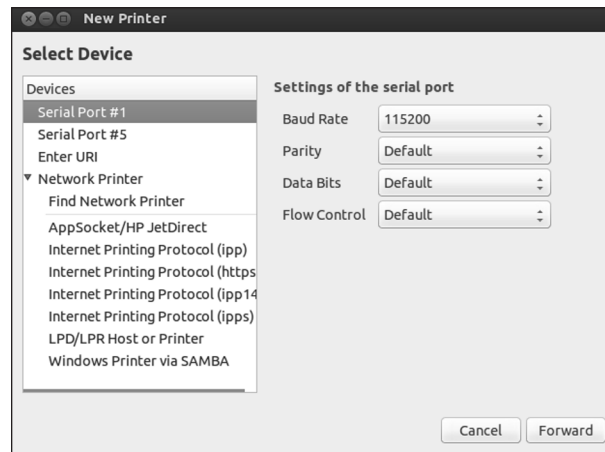 New Printer
Select Device
Devices
Serial Port #1
Serial Port #5
Enter URI
Network Printer
Find Network Printer
AppSocket/HP JetDirect
Internet Printing Protocol (ipp)
Internet Printing Protocol (https
Internet Printing Protocol (ipp14
Internet Printing Protocol (ipps)
LPD/LPR Host or Printer
Windows Printer via SAMBA
Settings of the serial port
Baud Rate 115200
Parity Default
Data Bits Default
Flow Control Default
Cancel Forward